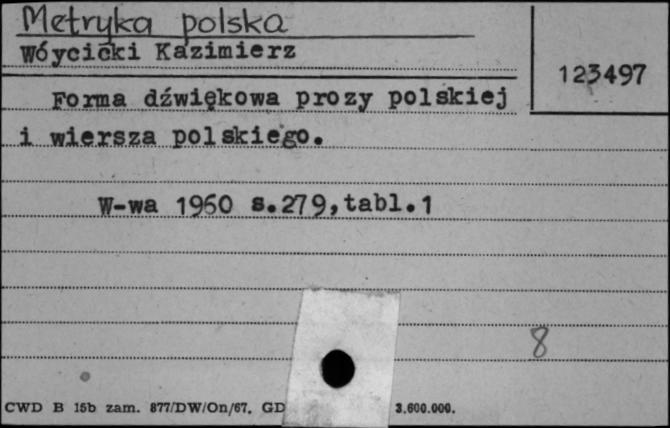 Metryka polska
Wóycicki Kazimierz
123497
Forma dźwiękowa prozy polskiej
i wiersza polskiego.
W-wa 1960 s.279,tabl.1
8
CWD B 15b zam. 877/DW/On/67. GD 3.600.000.